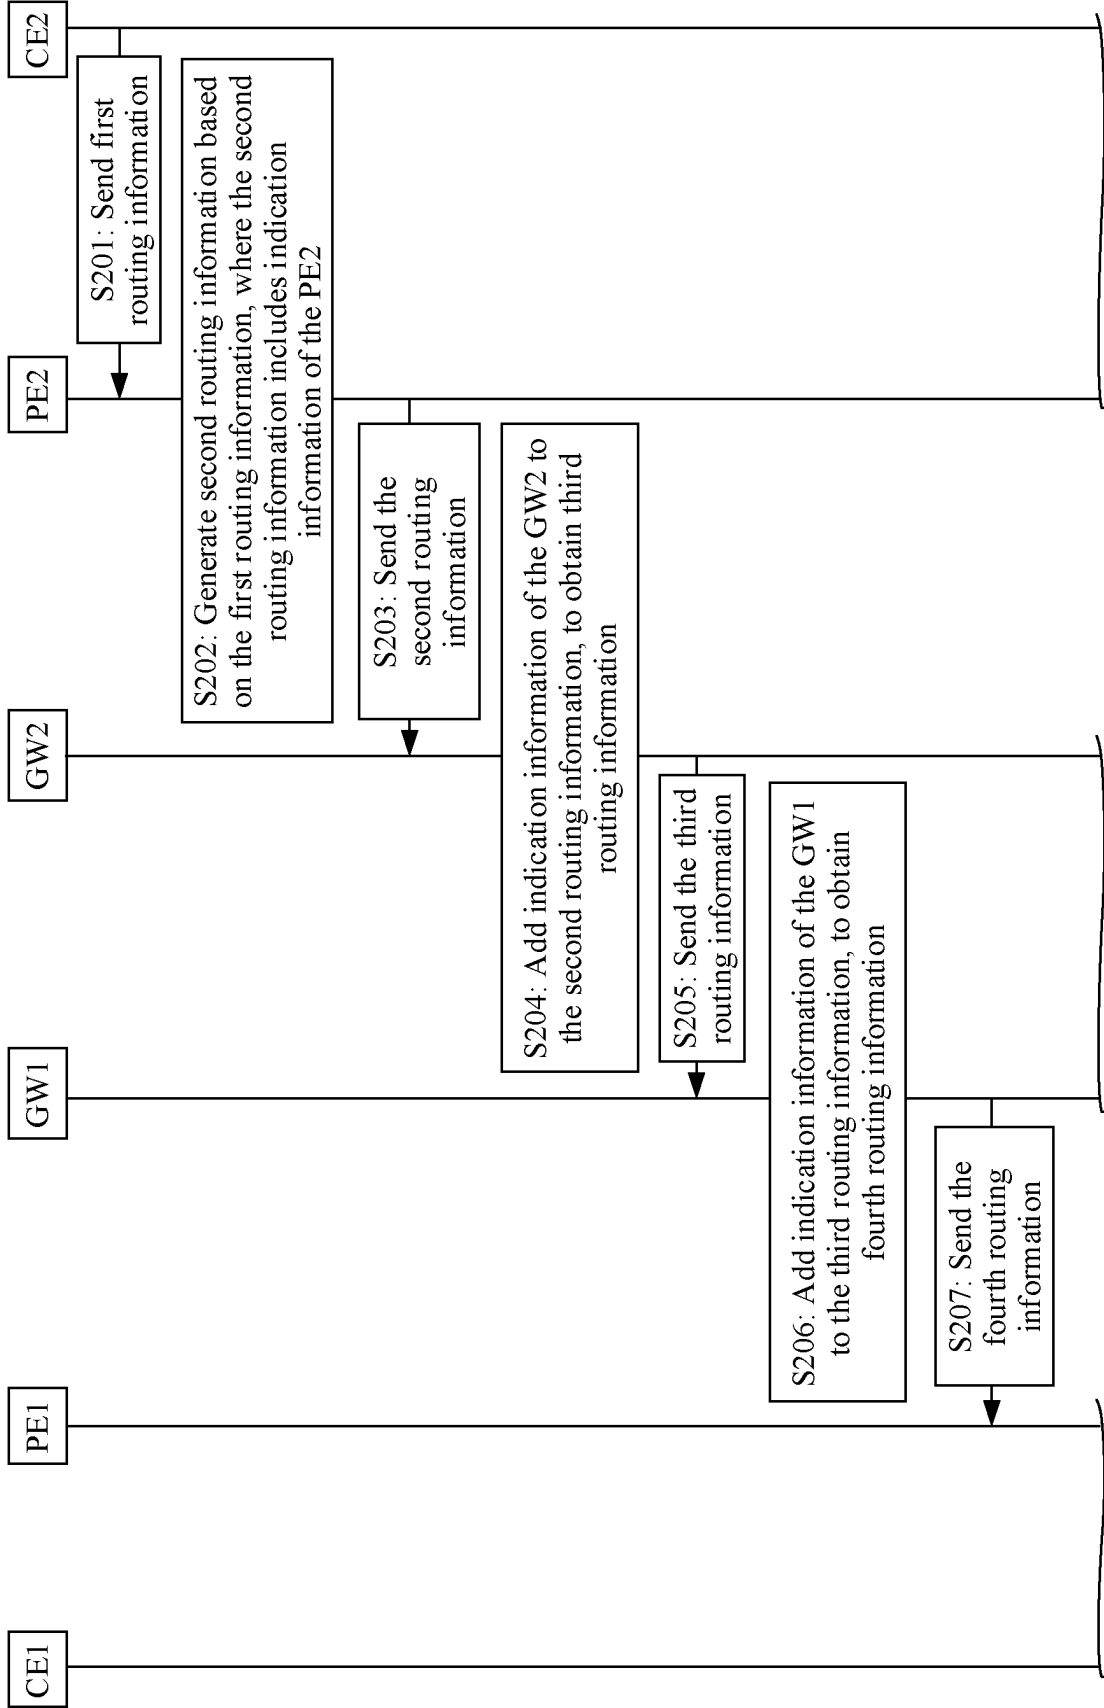 CE1
PE1
GW1
GW2
PE2
CE2
S201: Send first
routing information
S202: Generate second routing information based
on the first routing information, where the second
routing information includes indication
information of the PE2
S203: Send the
second routing
information
S204: Add indication information of the GW2 to
the second routing information, to obtain third
routing information
S205: Send the third
routing information
S206: Add indication information of the GW1
to the third routing information, to obtain
fourth routing information
S207: Send the
fourth routing
information